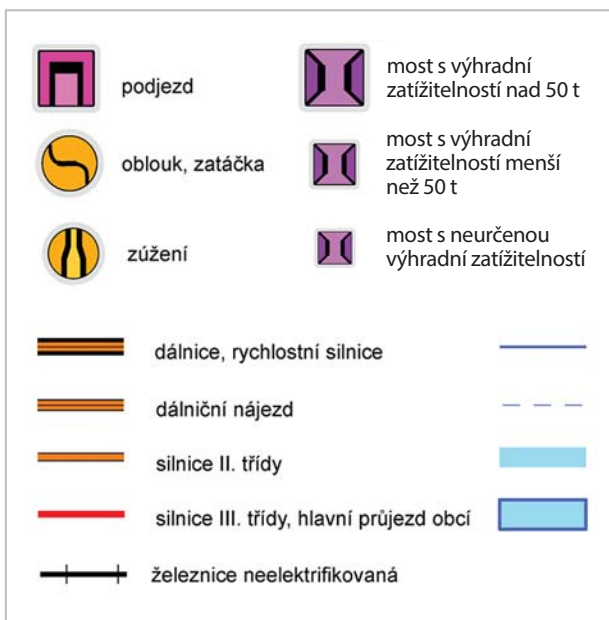 podjezd
most s výhradní
zatížitelností nad 50 t
oblouk, zatáčka
most s výhradní
zatížitelností menší
než 50 t
zúžení
most s neurčenou
výhradní zatížitelností
dálnice, rychlostní silnice
dálniční nájezd
silnice II. třídy
silnice III. třídy, hlavní průjezd obcí
železnice neelektrifikovaná